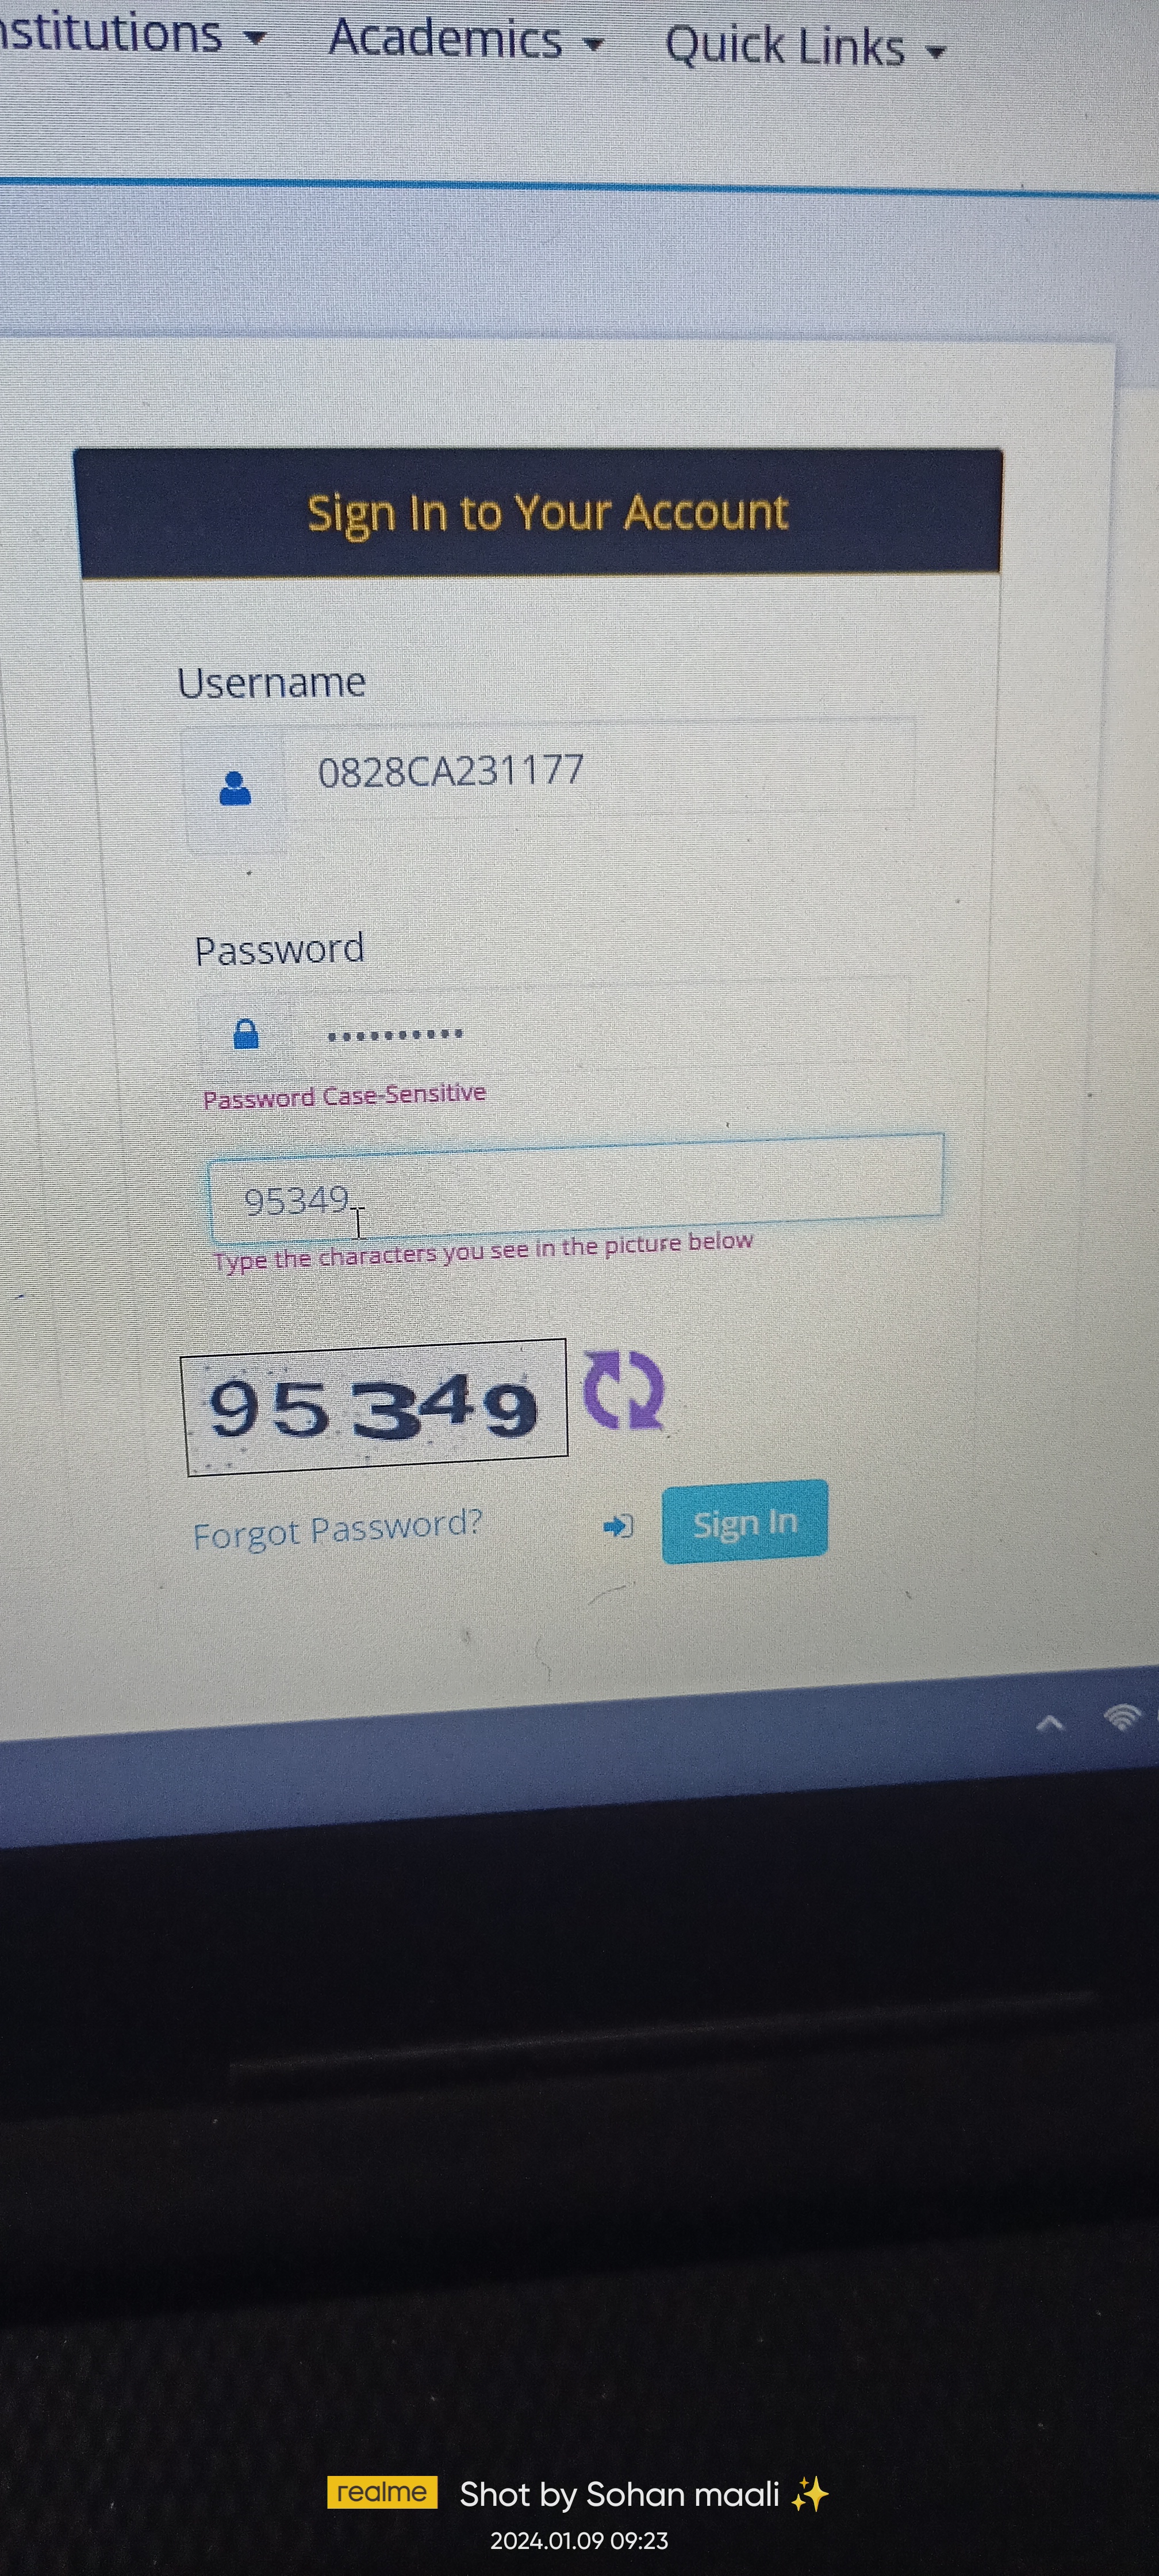 nstitutions Academics Quick Links
Sign In to Your Account
Username
0828CA231177
Password
••••••••••
Password Case-Sensitive
95349
Type the characters you see in the picture below
95349
Forgot Password? Sign In
realme Shot by Sohan maali ✨
2024.01.09 09:23